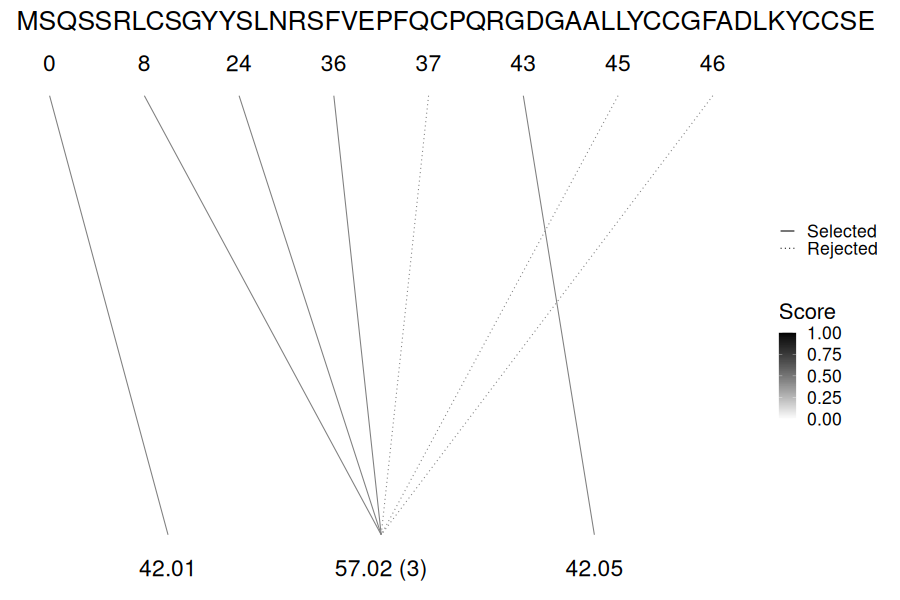 MSQSSRLCSGYYSLNRSFVEPFQCPQRGDGAALLYCCGFADLKYCCSE
0 8 24 36 37 43 45 46
Selected
Rejected
Score
1.00
0.75
0.50
0.25
0.00
42.01 57.02 (3) 42.05